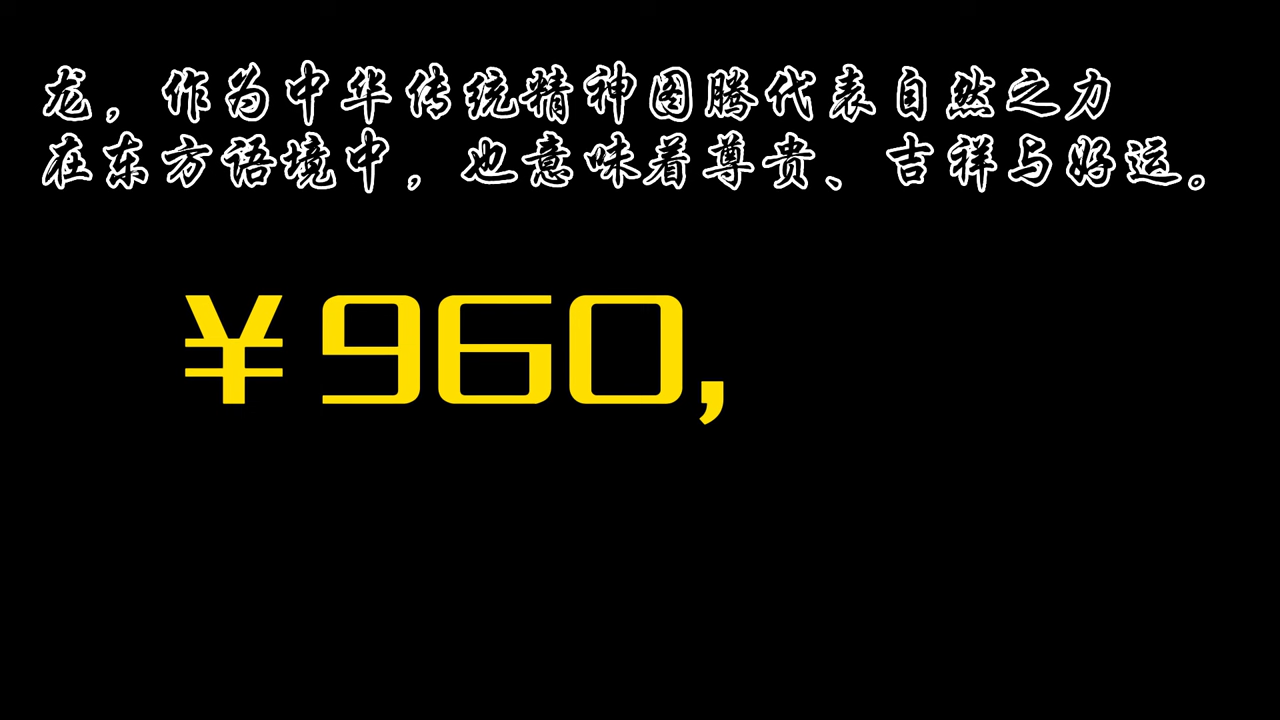 龙，作为中华传统精神图腾代表自然之力
在东方语境中，也意味着尊贵、吉祥与好运。
￥960,